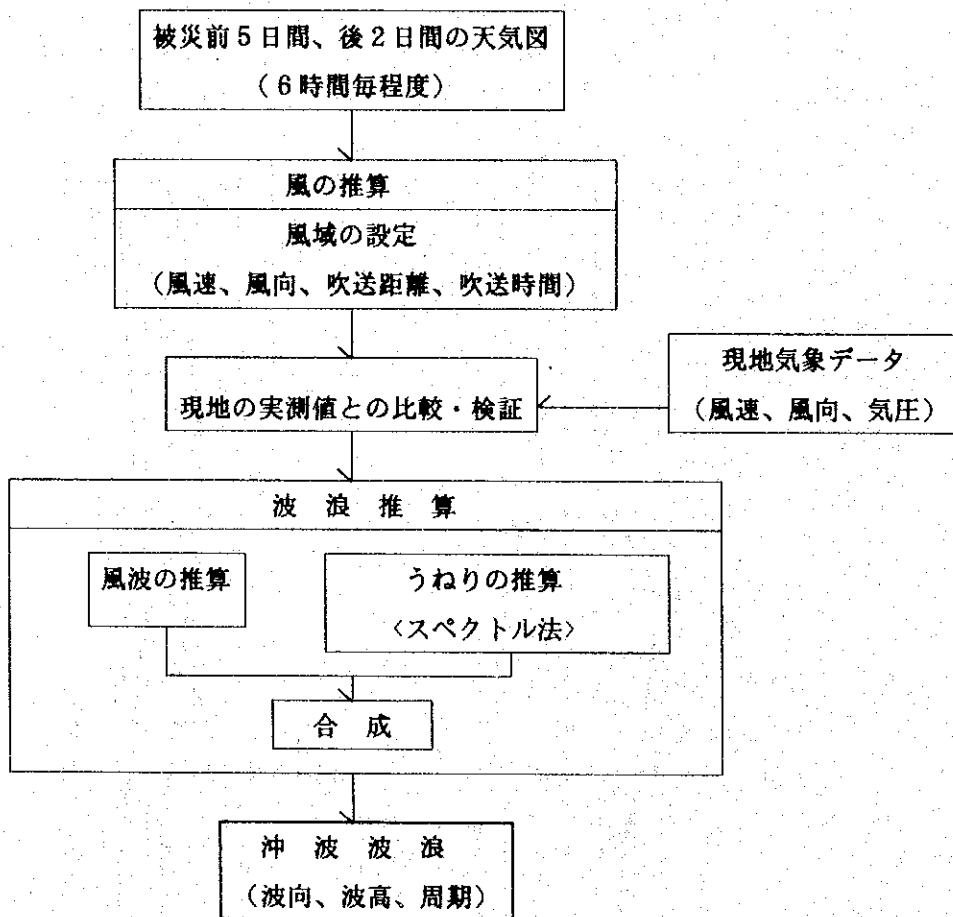 被災前5日間、後2日間の天気図
(6時間毎程度)
風の推算
風域の設定
(風速、風向、吹送距離、吹送時間)
現地の実測値との比較・検証
現地気象データ
(風速、風向、気圧)
波浪推算
風波の推算
うねりの推算
<スペクトル法>
合成
沖波波浪
(波向、波高、周期)